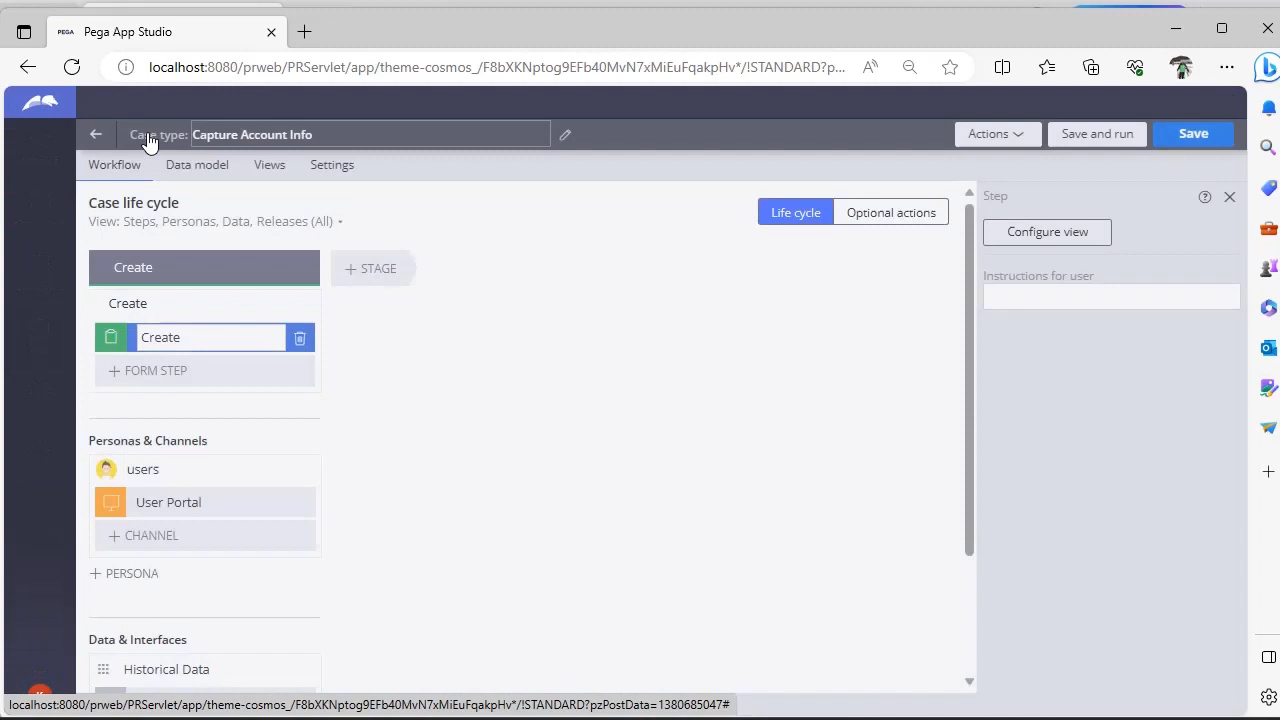 PEGA Pega App Studio
localhost:8080/prweb/PRServlet/app/theme-cosmos_/F8bXKNptog9EFb40MvN7xMiEuFqakpHv*/!STANDARD?p...
Case type: Capture Account Info
Actions
Save and run
Save
Workflow
Data model
Views
Settings
Case life cycle
View: Steps, Personas, Data, Releases (All)
Life cycle
Optional actions
Step
Configure view
Instructions for user
Create
+ STAGE
Create
Create
+ FORM STEP
Personas & Channels
users
User Portal
+ CHANNEL
+ PERSONA
Data & Interfaces
Historical Data
localhost:8080/prweb/PRServlet/app/theme-cosmos_/F8bXKNptog9EFb40MvN7xMiEuFqakpHv*/!STANDARD?pzPostData=1380685047#